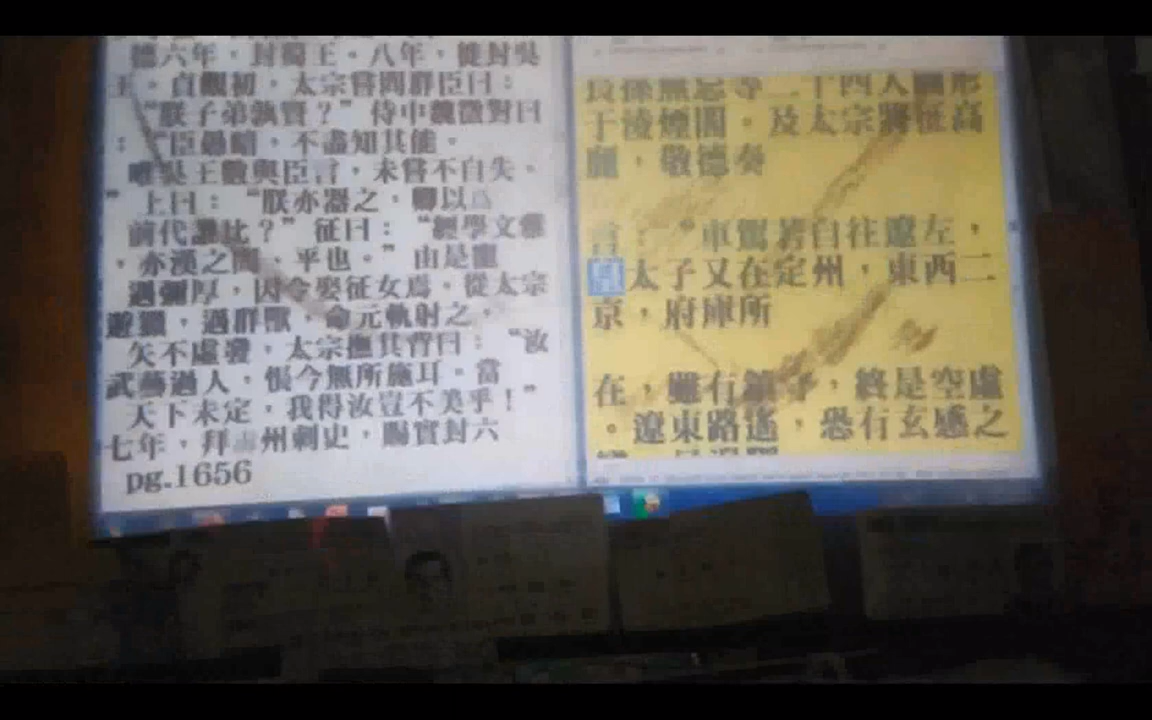 德六年，封蜀王。八年，徙封吳
王。貞觀初，太宗嘗問群臣曰：
“朕子弟孰賢？”侍中魏徵對曰
：“臣愚暗，不盡知其能。
唯吳王數與臣言，未嘗不自失。
”上曰：“朕亦器之，卿以為
前代誰比？”征曰：“經學文雅
，亦漢之間、平也。”由是寵
遇彌厚，因令娶征女焉。從太宗
遊獵，遇群獸，命元軌射之，
矢不虛發，太宗撫其背曰：“汝
武藝過人，恨今無所施耳。當
天下未定，我得汝豈不美乎！”
七年，拜州刺史，賜實封六
pg.1656
良孫無忌等二十四人圖形
于淩煙閣。及太宗將征高
麗，敬德奏
言：“車駕若自往遼左，
太子又在定州，東西二
京，府庫所
在，雖有鎮守，終是空虛
。遼東路遙，恐有玄感之